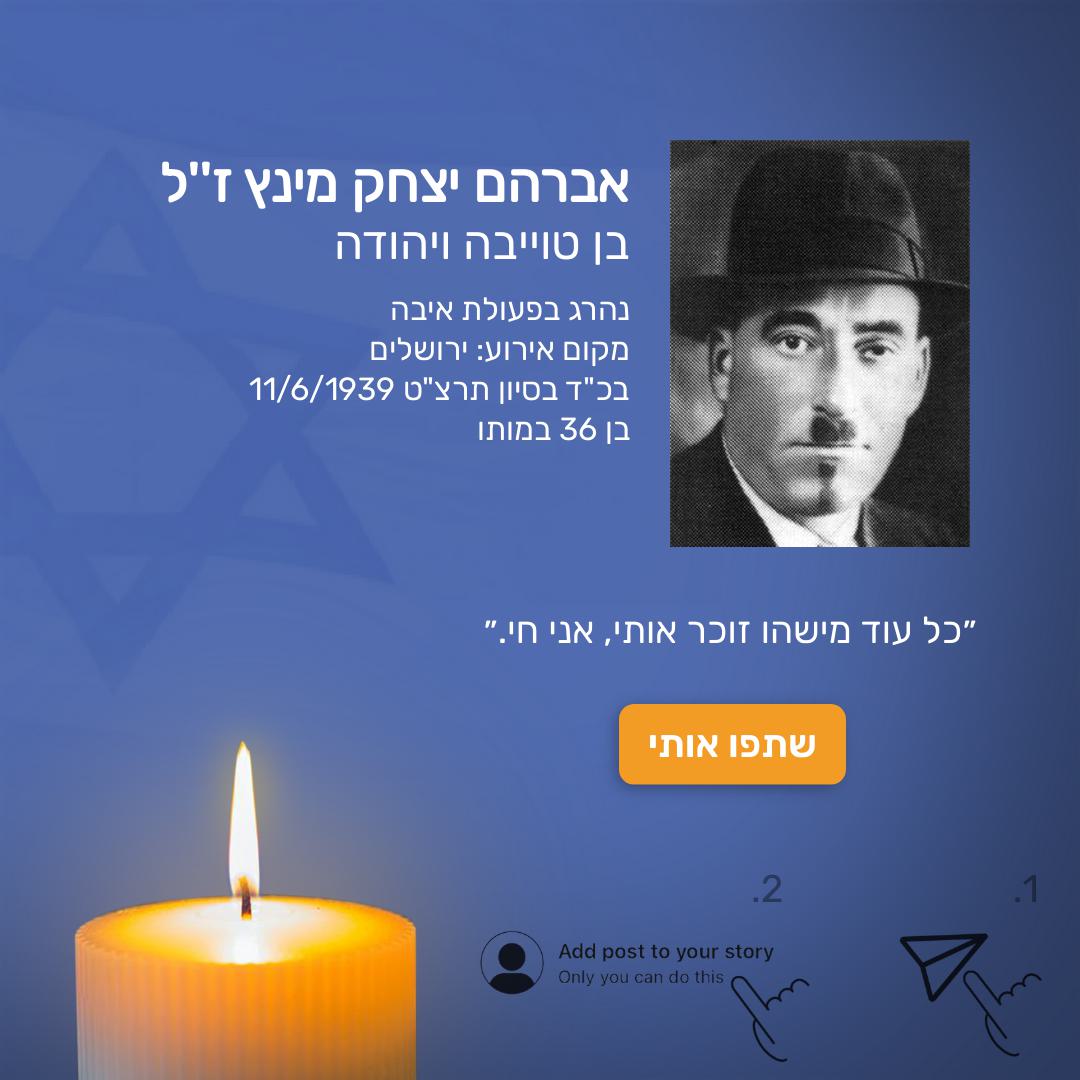 אברהם יצחק מינץ ז''ל
בן טוייבה ויהודה
נהרג בפעולת איבה
מקום אירוע: ירושלים
בכ"ד בסיון תרצ"ט 11/6/1939
בן 36 במותו
״כל עוד מישהו זוכר אותי, אני חי.״
שתפו אותי
1.
2.
Add post to your story
Only you can do this